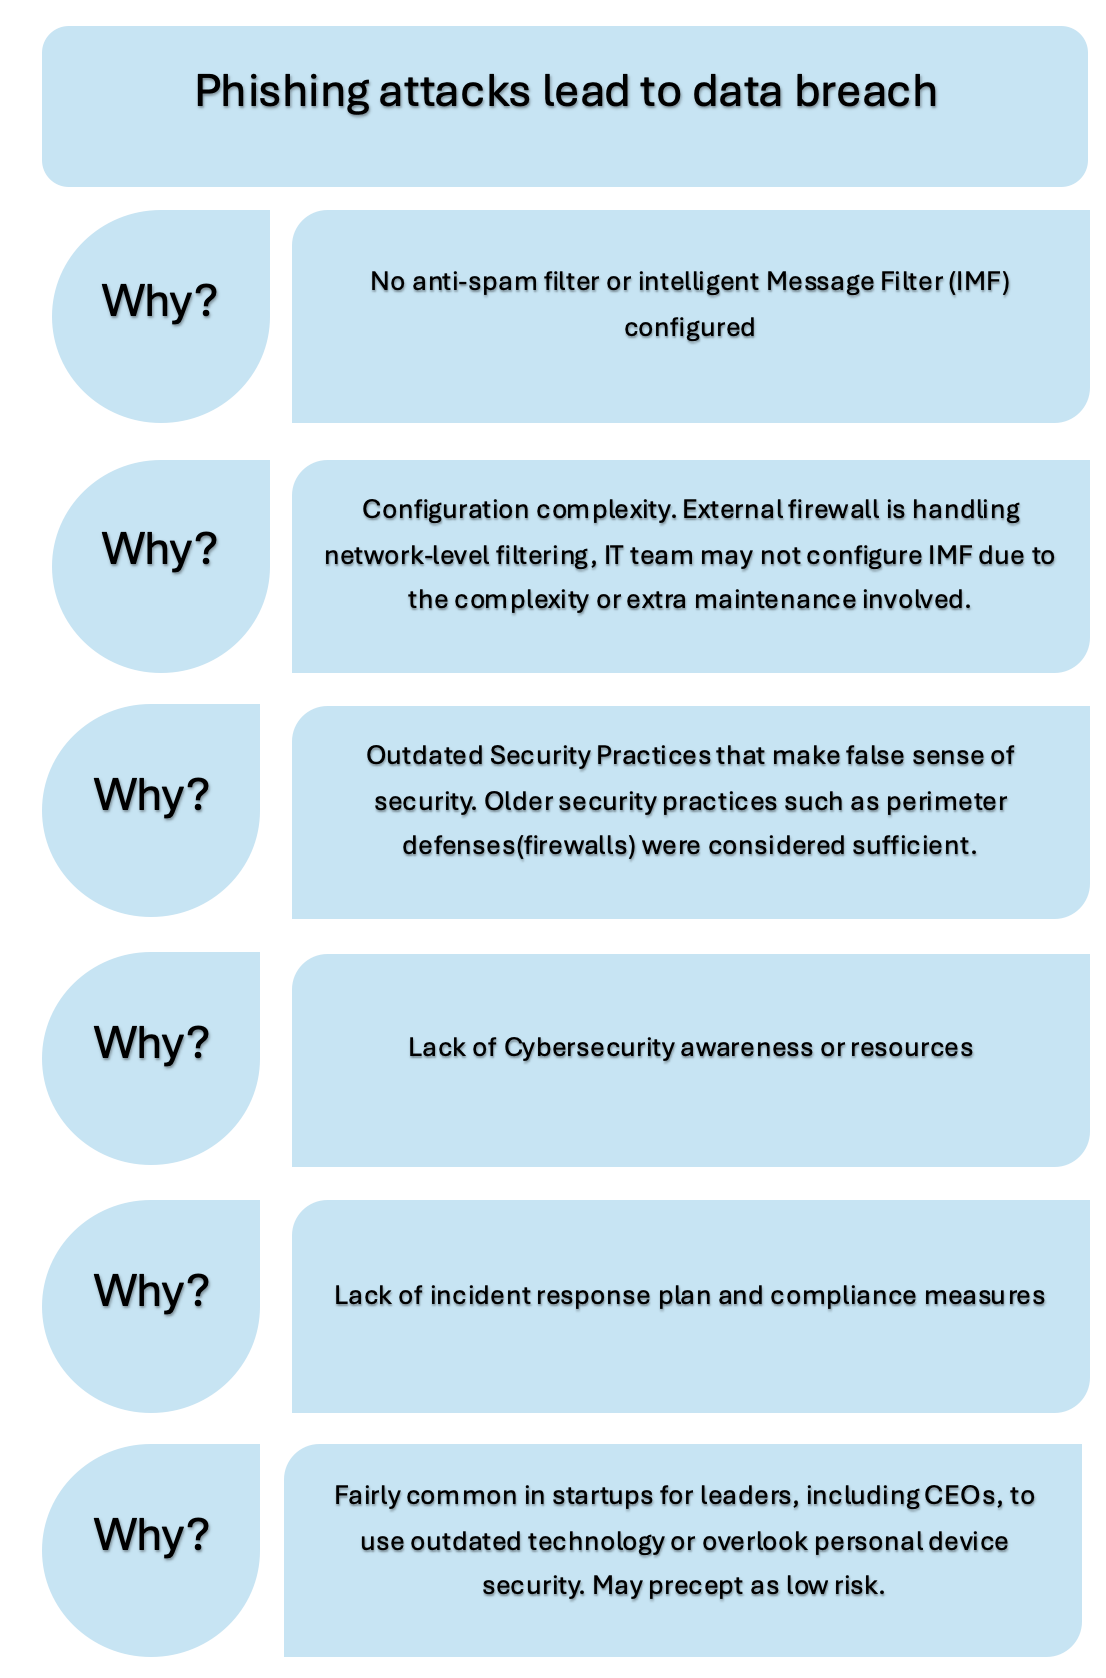 Phishing attacks lead to data breach
Why?
No anti-spam filter or intelligent Message Filter (IMF)
configured
Why?
Configuration complexity. External firewall is handling
network-level filtering, IT team may not configure IMF due to
the complexity or extra maintenance involved.
Why?
Outdated Security Practices that make false sense of
security. Older security practices such as perimeter
defenses(firewalls) were considered sufficient.
Why?
Lack of Cybersecurity awareness or resources
Why?
Lack of incident response plan and compliance measures
Why?
Fairly common in startups for leaders, including CEOs, to
use outdated technology or overlook personal device
security. May precept as low risk.